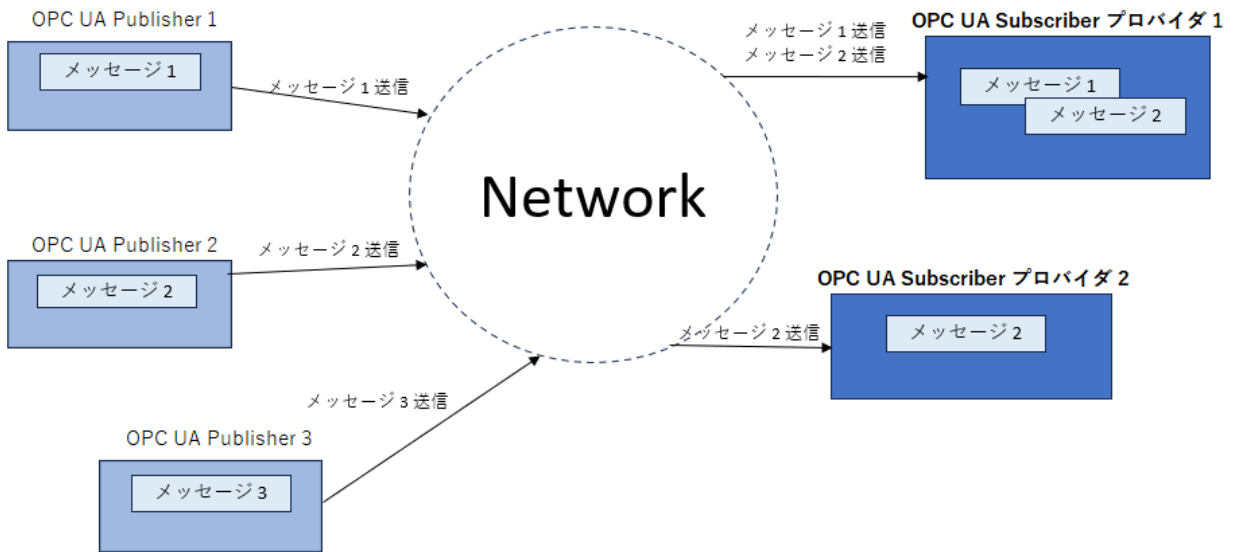 OPC UA Publisher 1
メッセージ 1
メッセージ 1 送信
OPC UA Publisher 2
メッセージ 2
メッセージ 2 送信
OPC UA Publisher 3
メッセージ 3
メッセージ 3 送信
Network
メッセージ 1 送信
メッセージ 2 送信
OPC UA Subscriber プロバイダ 1
メッセージ 1
メッセージ 2
メッセージ 2 送信
OPC UA Subscriber プロバイダ 2
メッセージ 2